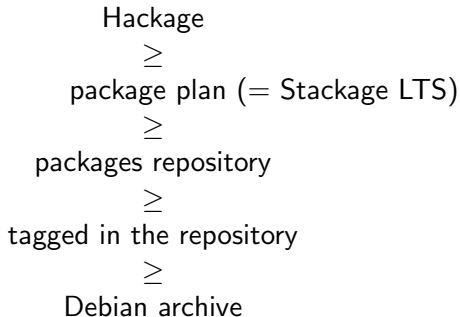 Hackage
≥
package plan (= Stackage LTS)
≥
packages repository
≥
tagged in the repository
≥
Debian archive